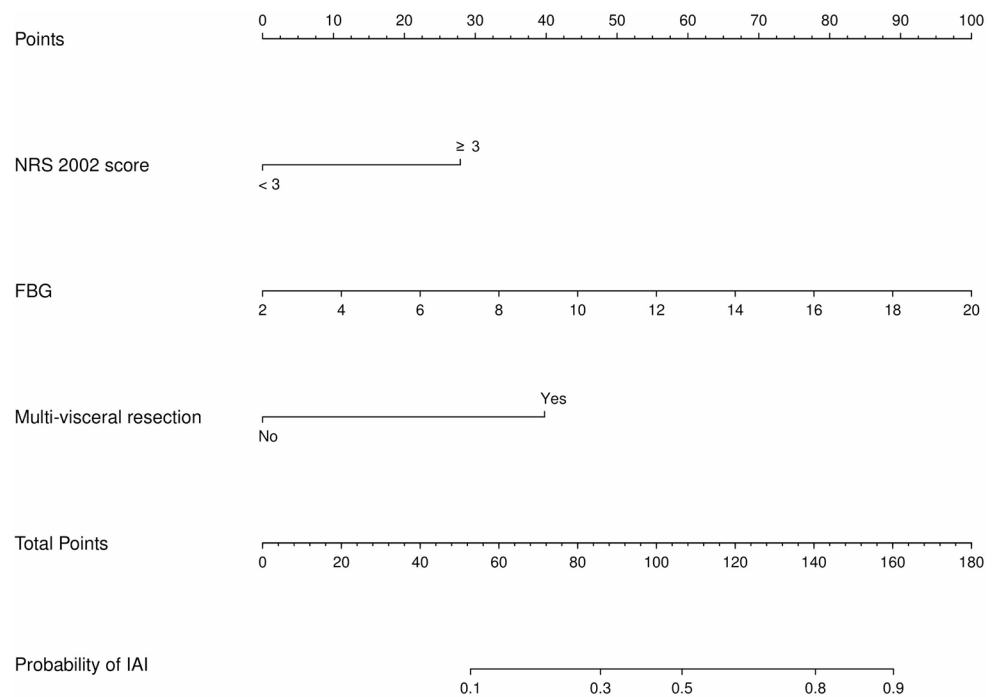 0 10 20 30 40 50 60 70 80 90 100
Points
≥ 3
NRS 2002 score
< 3
FBG
2 4 6 8 10 12 14 16 18 20
Yes
Multi-visceral resection
No
Total Points
0 20 40 60 80 100 120 140 160 180
Probability of IAI
0.1 0.3 0.5 0.8 0.9